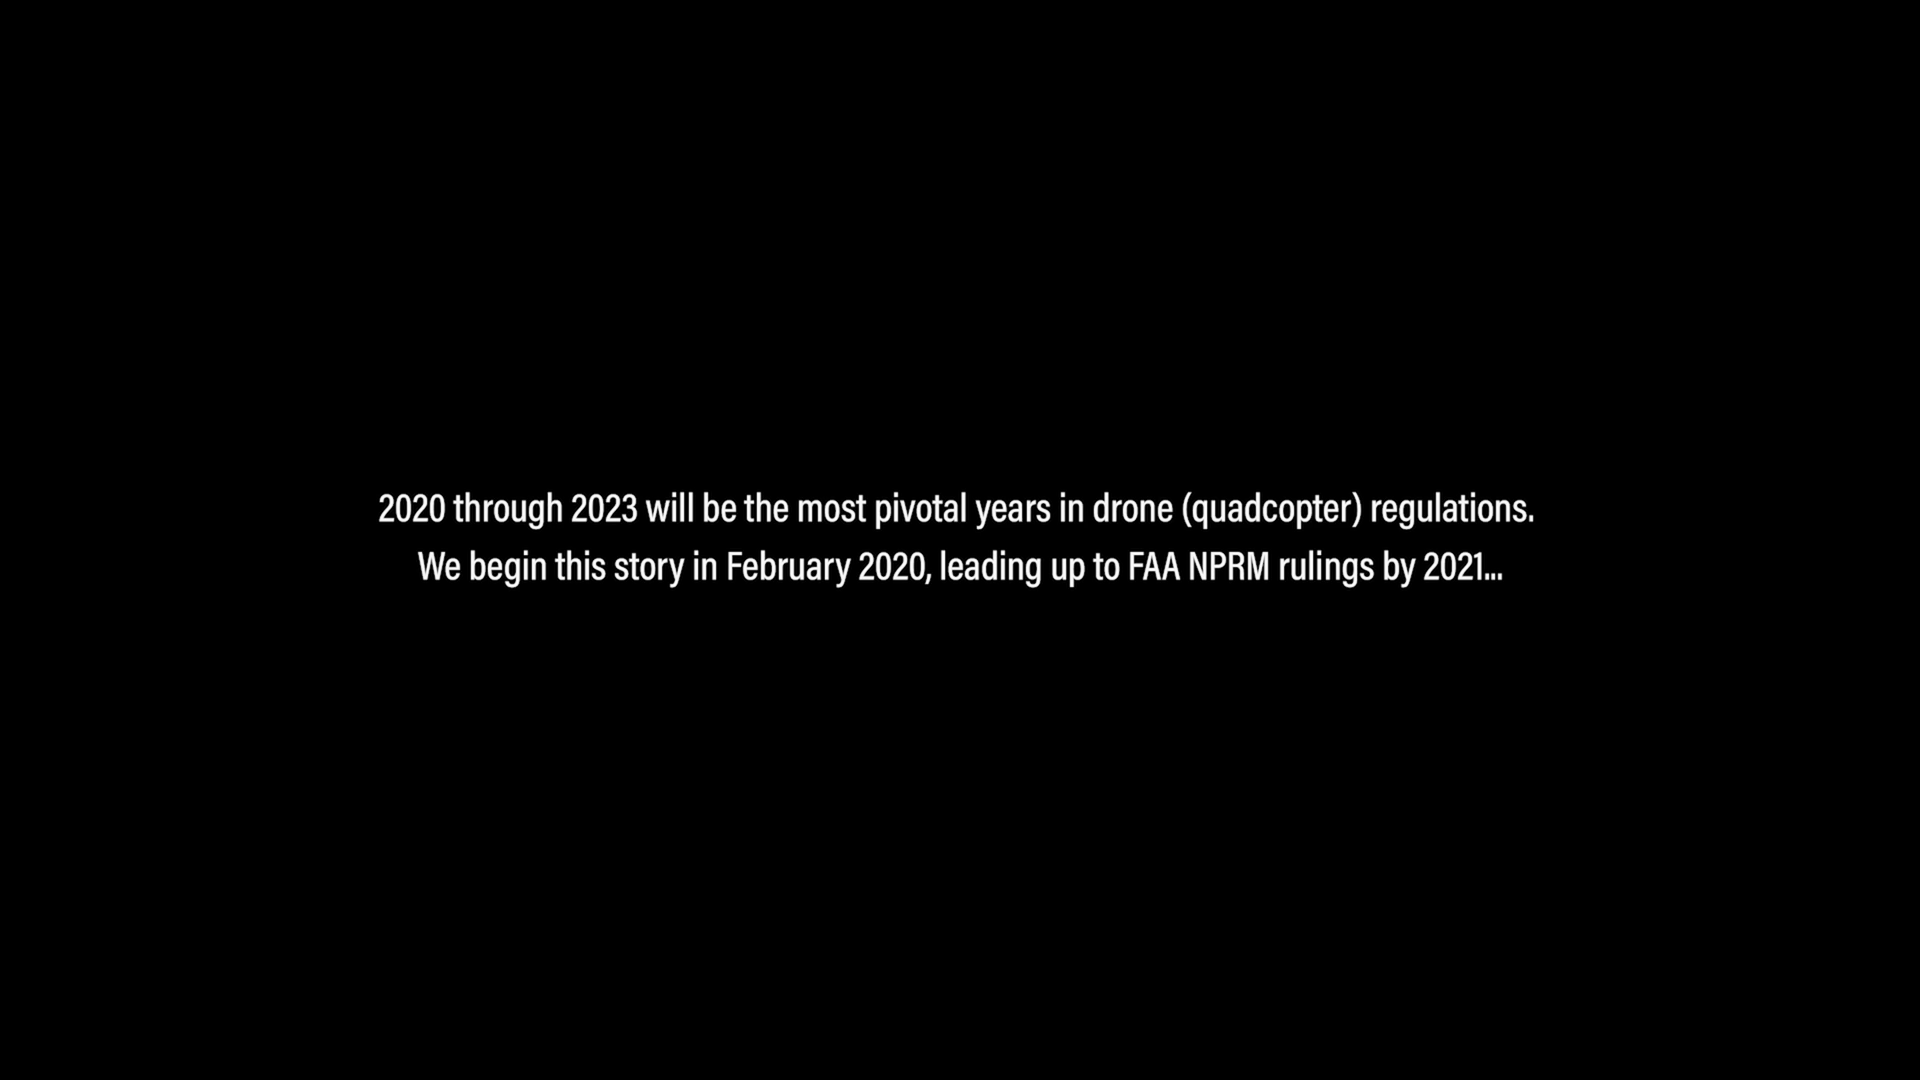 2020 through 2023 will be the most pivotal years in drone (quadcopter) regulations.
We begin this story in February 2020, leading up to FAA NPRM rulings by 2021...